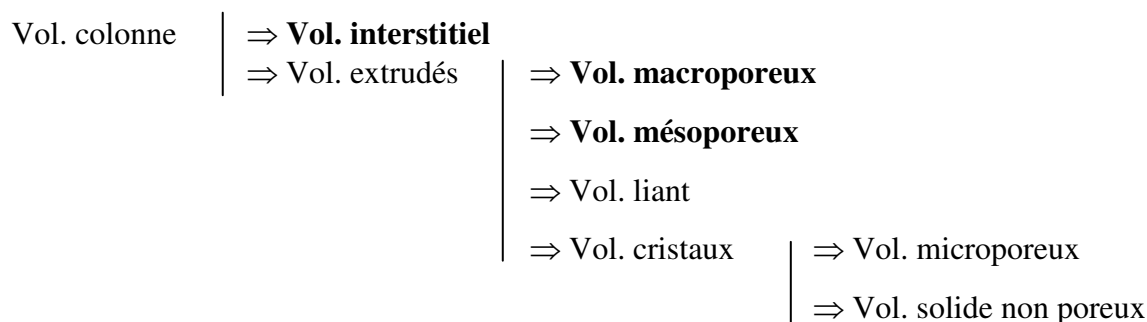 Vol. colonne ⇒ Vol. interstitiel
⇒ Vol. extrudés ⇒ Vol. macroporeux
⇒ Vol. mésoporeux
⇒ Vol. liant
⇒ Vol. cristaux ⇒ Vol. microporeux
⇒ Vol. solide non poreux